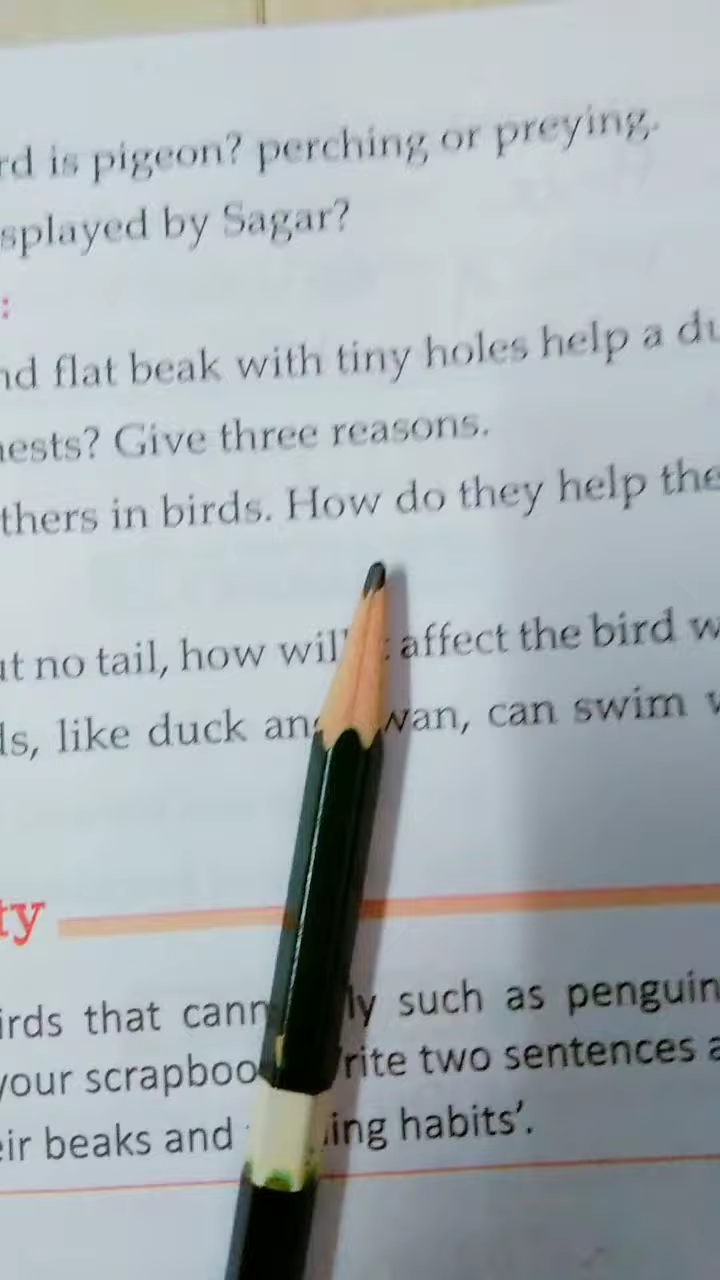 rd is pigeon? perching or preying.
splayed by Sagar?
:
nd flat beak with tiny holes help a du
nests? Give three reasons.
thers in birds. How do they help the
ut no tail, how will affect the bird w
ls, like duck an wan, can swim w
ty
irds that cann ly such as penguin
your scrapboo rite two sentences a
eir beaks and ing habits'.